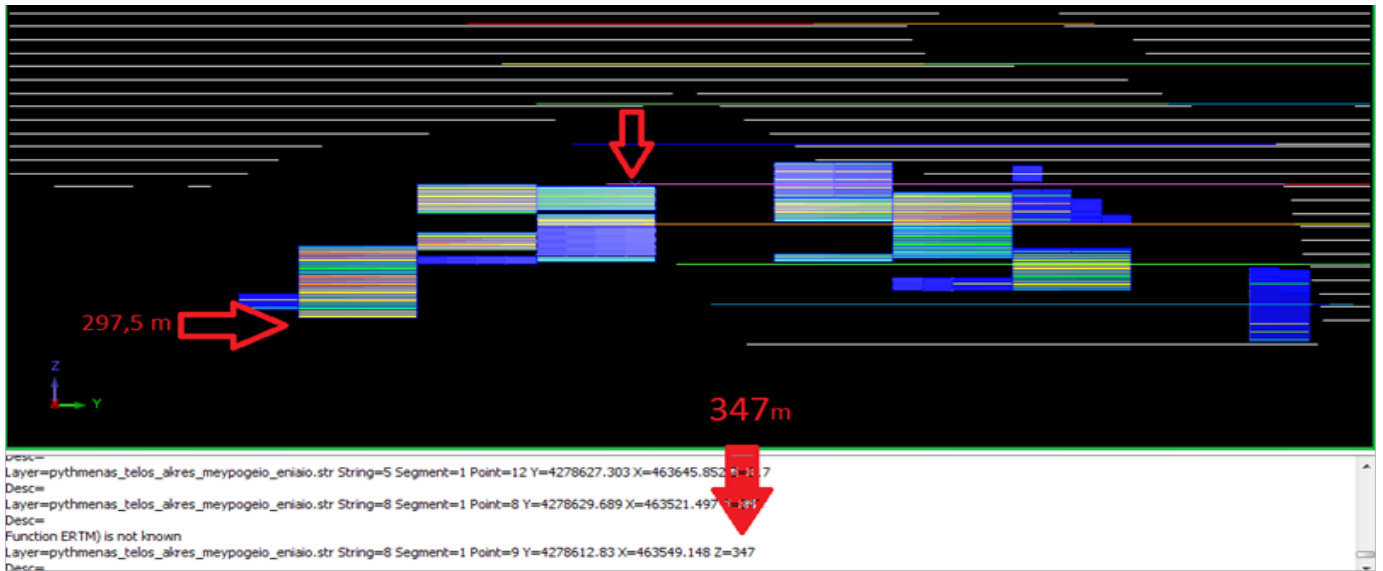 297,5 m
Z
Y
347m
Desc=
Layer=pythmenas_telos_akres_meypogeio_eniaio.str String=5 Segment=1 Point=12 Y=4278627.303 X=463645.852
Desc=
Layer=pythmenas_telos_akres_meypogeio_eniaio.str String=8 Segment=1 Point=8 Y=4278629.689 X=463521.497
Desc=
Function ERTM) is not known
Layer=pythmenas_telos_akres_meypogeio_eniaio.str String=8 Segment=1 Point=9 Y=4278612.83 X=463549.148 Z=347
Desc=